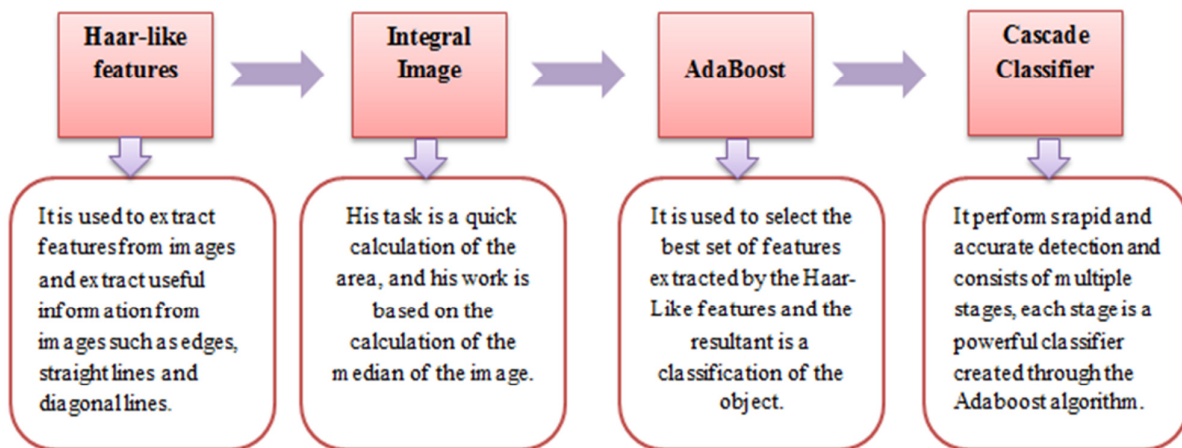 Haar-like
features
Integral
Image
AdaBoost
Cascade
Classifier
It is used to extract
features from images
and extract useful
information from
images such as edges,
straight lines and
diagonal lines.
His task is a quick
calculation of the
area, and his work is
based on the
calculation of the
median of the image.
It is used to select the
best set of features
extracted by the Haar-
Like features and the
resultant is a
classification of the
object.
It performs rapid and
accurate detection and
consists of multiple
stages, each stage is a
powerful classifier
created through the
Adaboost algorithm.